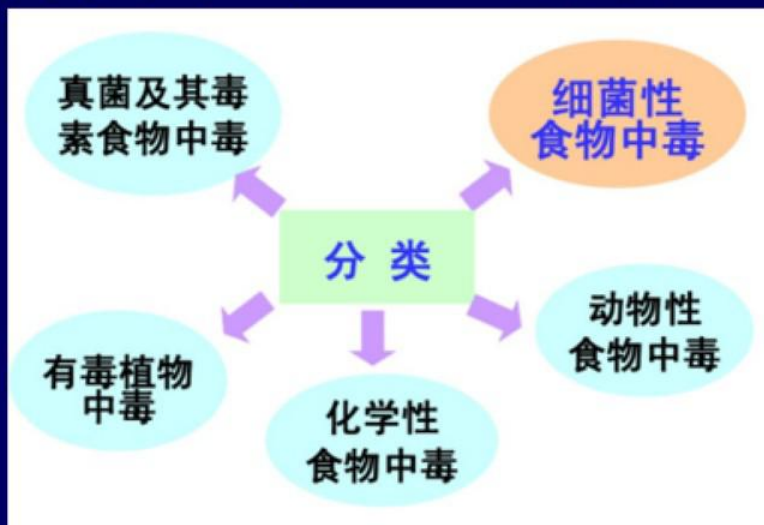 真菌及其毒
素食物中毒
细菌性
食物中毒
分 类
动物性
食物中毒
有毒植物
中毒
化学性
食物中毒